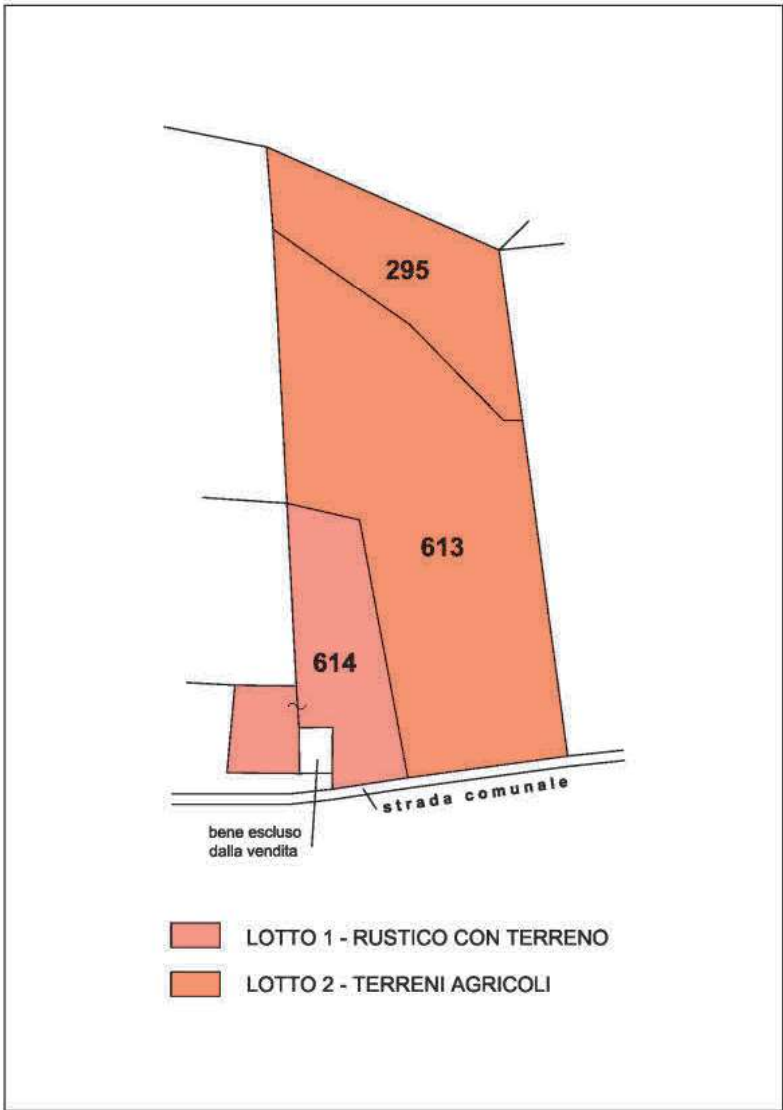 295
613
614
strada comunale
bene escluso
dalla vendita
LOTTO 1 - RUSTICO CON TERRENO
LOTTO 2 - TERRENI AGRICOLI